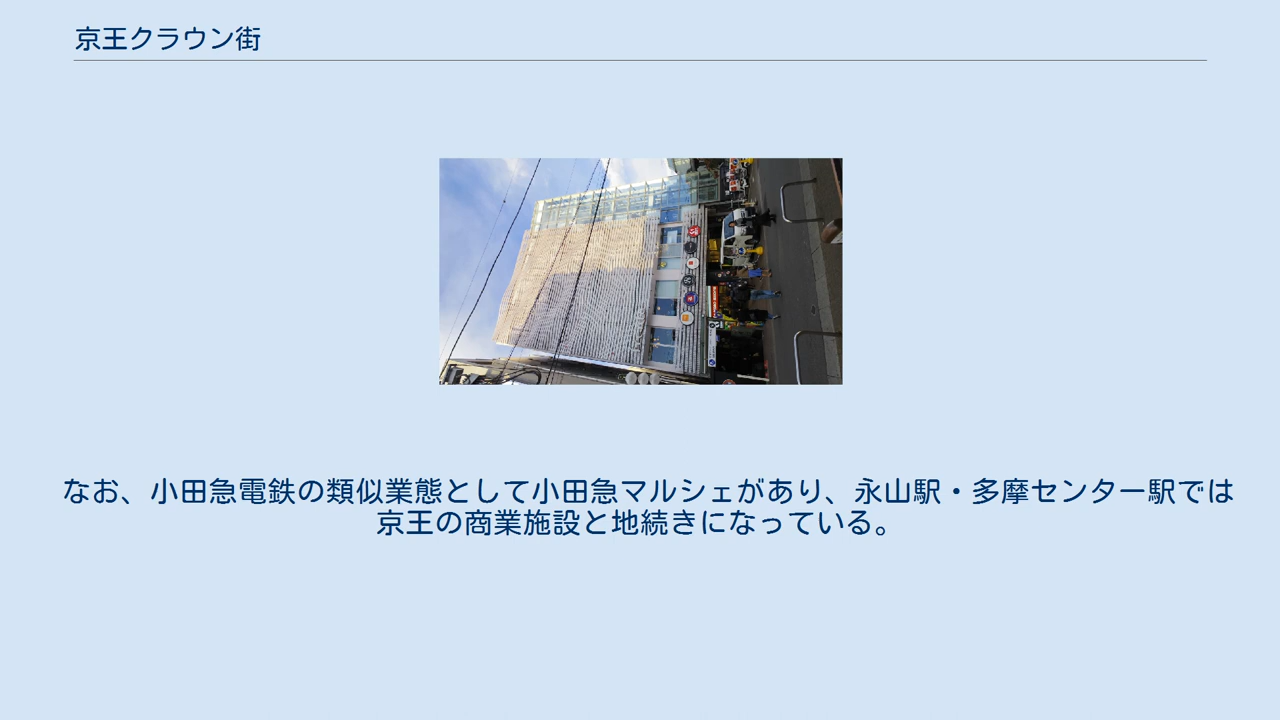 京王クラウン街
なお、小田急電鉄の類似業態として小田急マルシェがあり、永山駅・多摩センター駅では
京王の商業施設と地続きになっている。